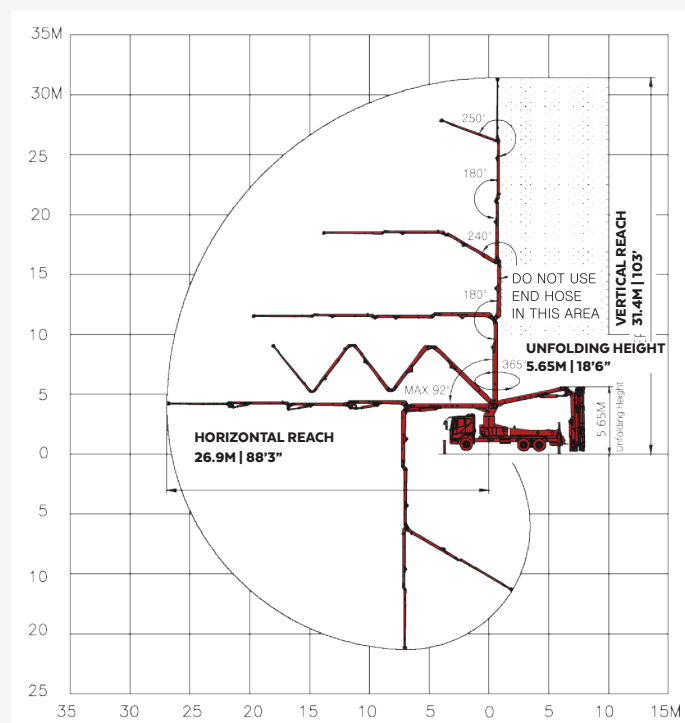 35M
30M
25
20
15
10
5
0
5
10
20
25
35
30
20
15
10
5
0
5
10
15M
250°
180°
240°
180°
DO NOT USE
END HOSE
IN THIS AREA
VERTICAL REACH
31.4M | 103'
UNFOLDING HEIGHT
5.65M | 18'6"
365°
MAX 92°
5.65M
Unfolding Height
HORIZONTAL REACH
26.9M | 88'3"